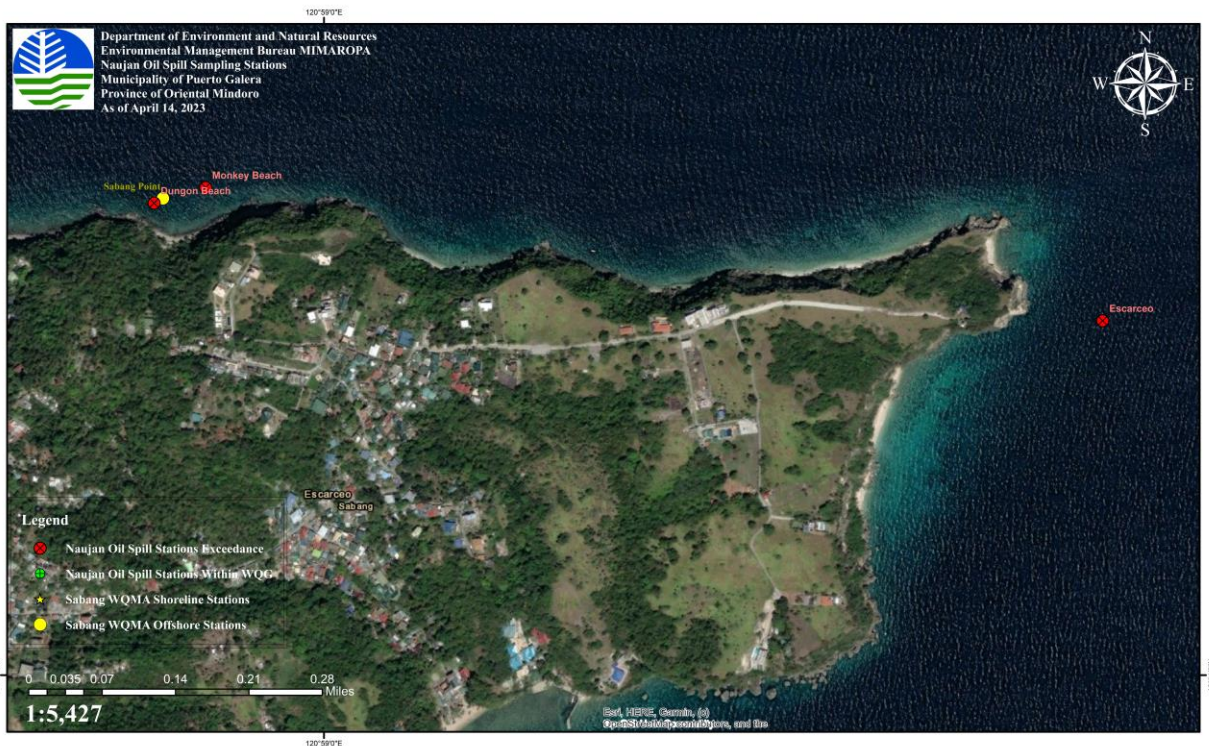 120°59'0"E
Department of Environment and Natural Resources
Environmental Management Bureau MIMAROPA
Naujan Oil Spill Sampling Stations
Municipality of Puerto Galera
Province of Oriental Mindoro
As of April 14, 2023
N
W E
S
Monkey Beach
Sabang Point
Dungon Beach
Escarceo
Escarceo
Sabang
Legend
Naujan Oil Spill Stations Exceedance
Naujan Oil Spill Stations Within WQG
Sabang WQMA Shoreline Stations
Sabang WQMA Offshore Stations
0 0.035 0.07 0.14 0.21 0.28
Miles
1:5,427
Esri, HERE, Garmin, (c)
OpenStreetMap contributors, and the
120°59'0"E